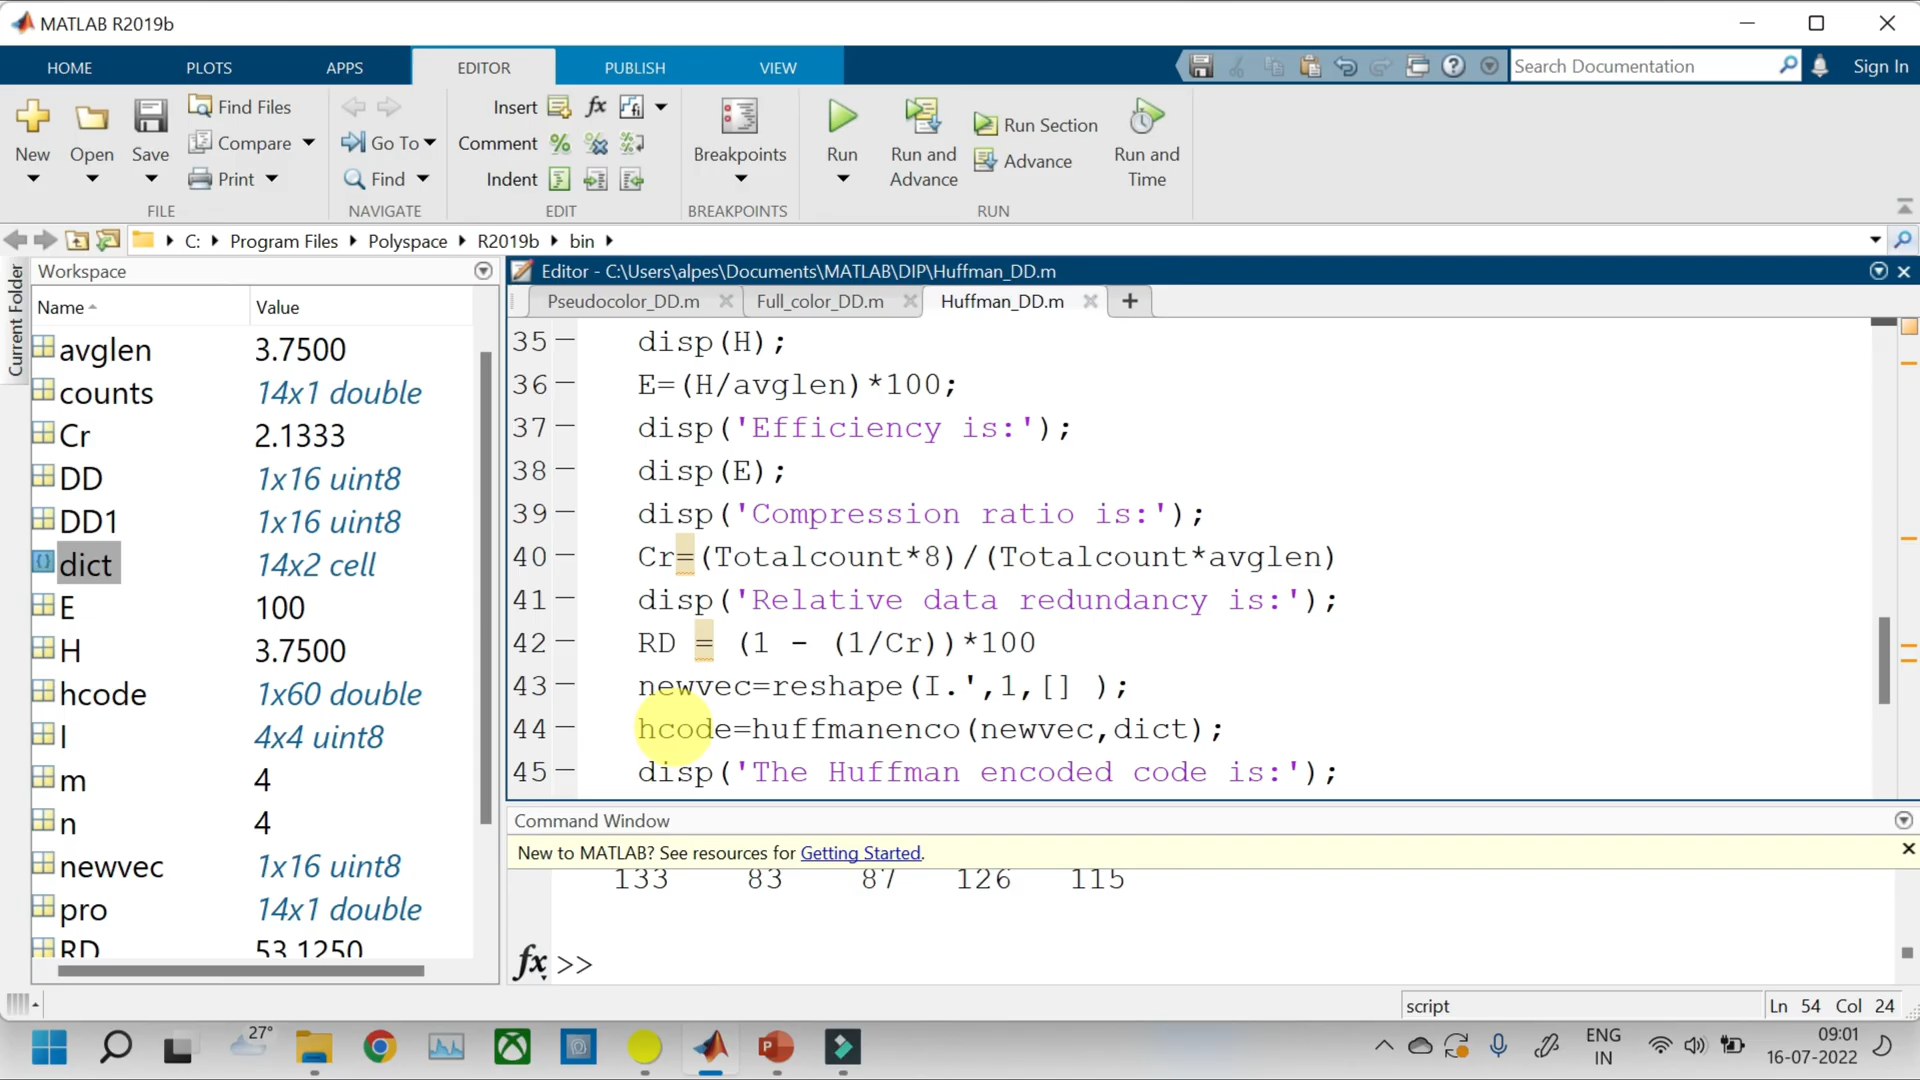 MATLAB R2019b
HOME PLOTS APPS EDITOR PUBLISH VIEW Search Documentation Sign In
New Open Save Find Files Compare Print FILE
Go To Find NAVIGATE
Insert fx Comment Indent EDIT
Breakpoints BREAKPOINTS
Run Run and Advance Run Section Advance Run and Time RUN
C: Program Files Polyspace R2019b bin
Current Folder
Workspace
Name Value
avglen 3.7500
counts 14x1 double
Cr 2.1333
DD 1x16 uint8
DD1 1x16 uint8
dict 14x2 cell
E 100
H 3.7500
hcode 1x60 double
I 4x4 uint8
m 4
n 4
newvec 1x16 uint8
pro 14x1 double
RD 53.1250
Editor - C:\Users\alpes\Documents\MATLAB\DIP\Huffman_DD.m
Pseudocolor_DD.m Full_color_DD.m Huffman_DD.m
35 disp(H);
36 E=(H/avglen)*100;
37 disp('Efficiency is:');
38 disp(E);
39 disp('Compression ratio is:');
40 Cr=(Totalcount*8)/(Totalcount*avglen)
41 disp('Relative data redundancy is:');
42 RD = (1 - (1/Cr))*100
43 newvec=reshape(I.',1,[] );
44 hcode=huffmanenco(newvec,dict);
45 disp('The Huffman encoded code is:');
Command Window
New to MATLAB? See resources for Getting Started.
133 83 87 126 115
fx >>
script Ln 54 Col 24
27°
ENG
IN
09:01
16-07-2022